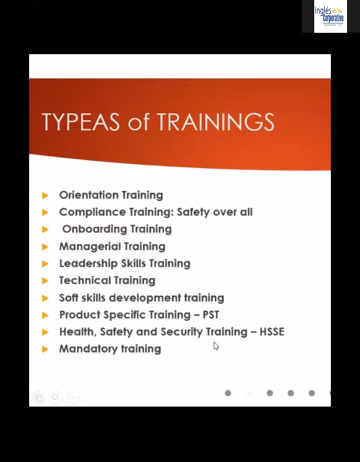 Inglés
corporativo
TYPEAS of TRAININGS
Orientation Training
Compliance Training: Safety over all
Onboarding Training
Managerial Training
Leadership Skills Training
Technical Training
Soft skills development training
Product Specific Training – PST
Health, Safety and Security Training – HSSE
Mandatory training